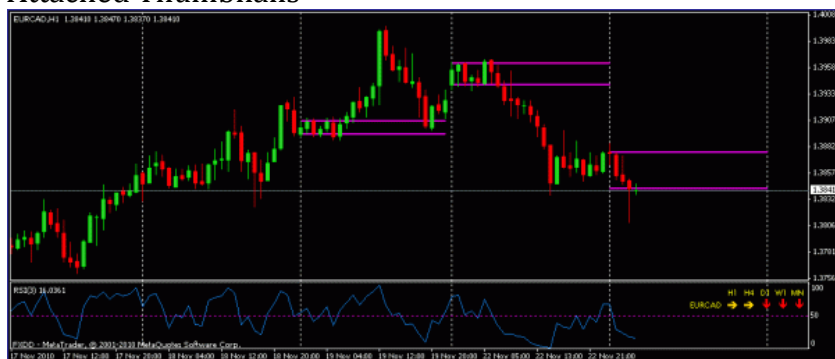 Attached Thumbnails
EURCAD,H1 1.38410 1.38470 1.38370 1.38410
1.4008
1.3983
1.3958
1.3933
1.3907
1.3882
1.3857
1.3841
1.3832
1.3806
1.3781
1.3756
RSI(3) 16.0361
100
H1 H4 D1 W1 MN
EURCAD
50
0
FXDD - MetaTrader, © 2001-2010 MetaQuotes Software Corp.
17 Nov 2010 17 Nov 12:00 17 Nov 20:00 18 Nov 04:00 18 Nov 12:00 18 Nov 20:00 19 Nov 04:00 19 Nov 12:00 19 Nov 20:00 22 Nov 05:00 22 Nov 13:00 22 Nov 21:00